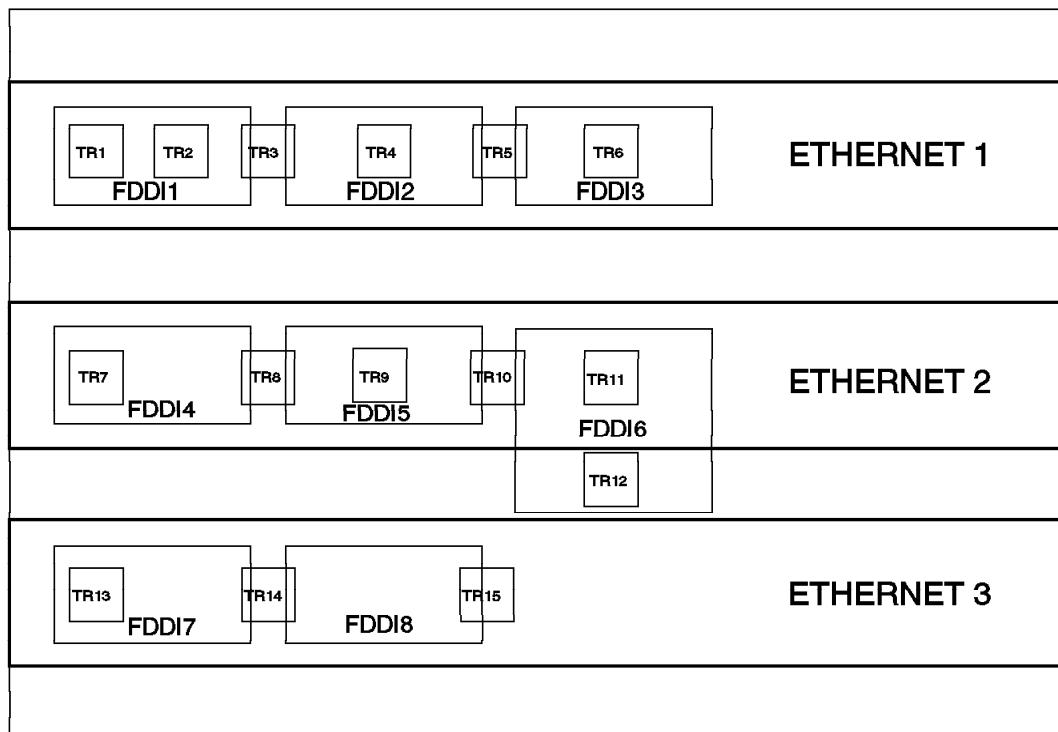 TR1 TR2 TR3 TR4 TR5 TR6 ETHERNET 1
FDDI1 FDDI2 FDDI3
TR7 TR8 TR9 TR10 TR11 ETHERNET 2
FDDI4 FDDI5 FDDI6
TR12
TR13 TR14 TR15 ETHERNET 3
FDDI7 FDDI8